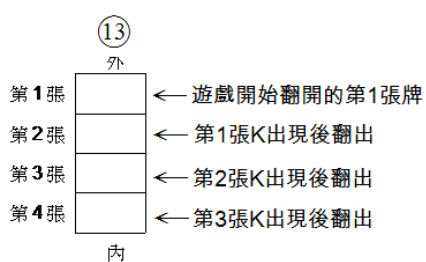 ⑬
外
第1張 ← 遊戲開始翻開的第1張牌
第2張 ← 第1張K出現後翻出
第3張 ← 第2張K出現後翻出
第4張 ← 第3張K出現後翻出
內